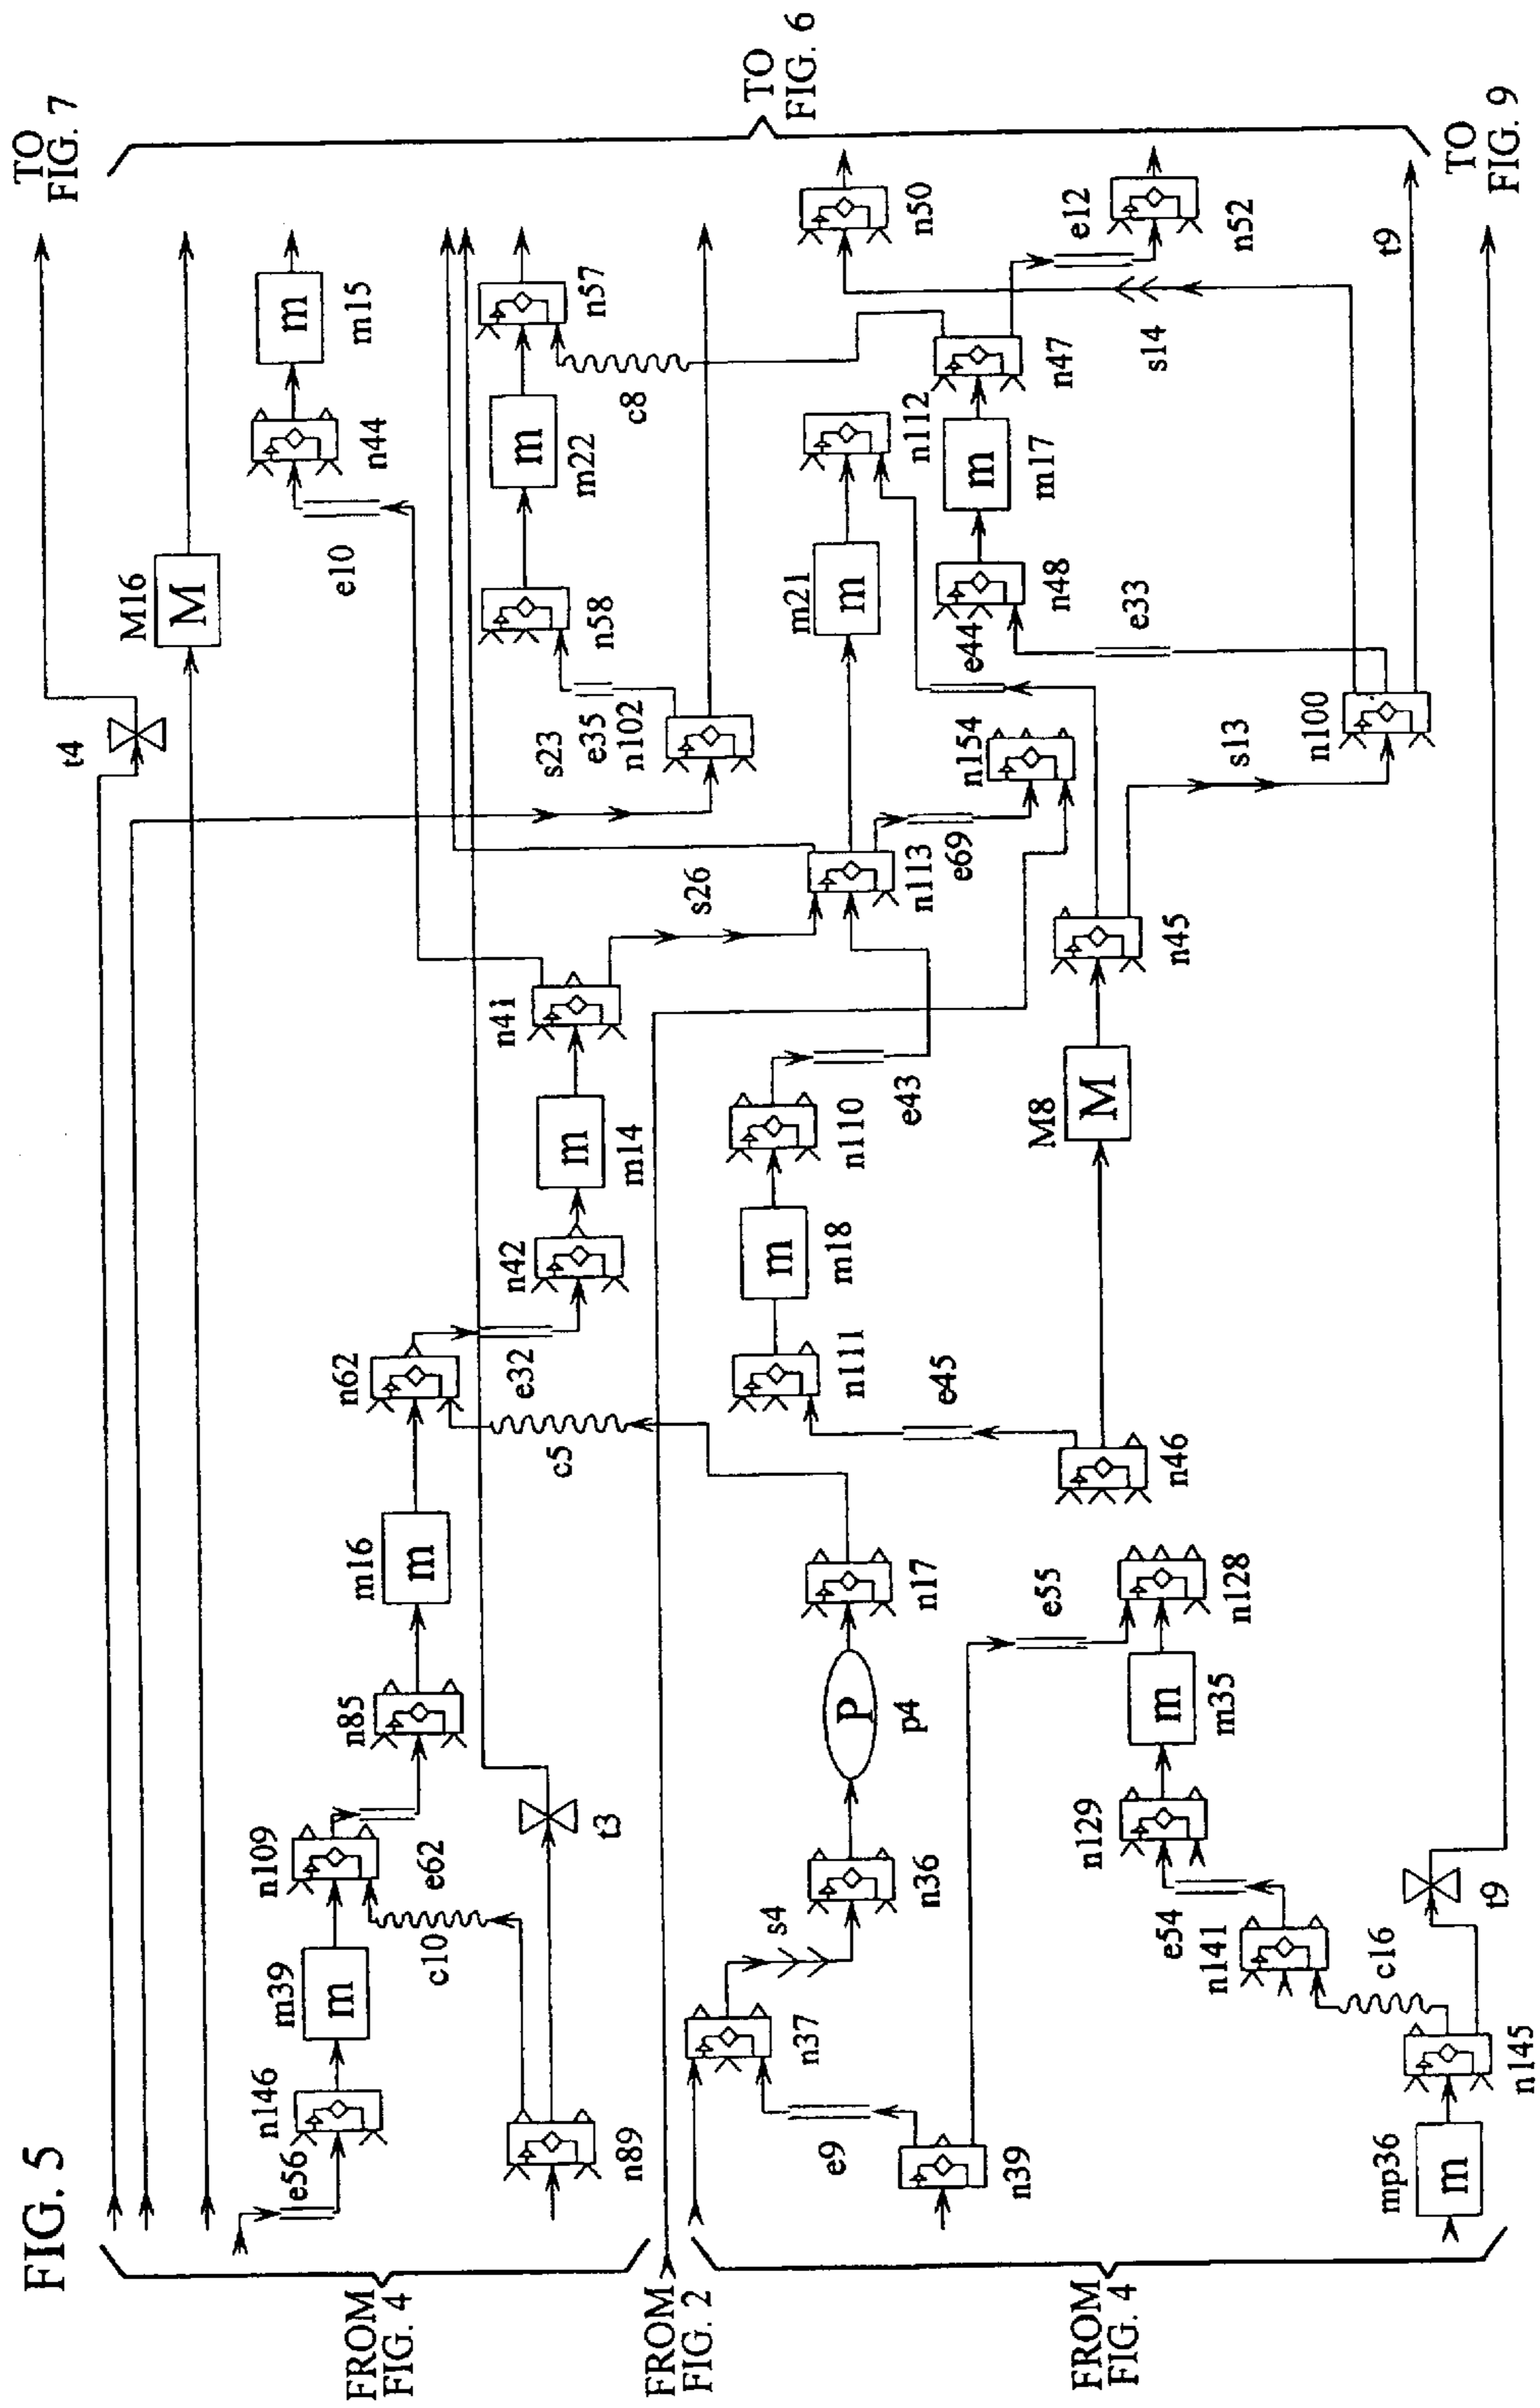 FIG. 5
TO
FIG. 7
TO
FIG. 6
TO
FIG. 9
FROM
FIG. 4
FROM
FIG. 2
FROM
FIG. 4
t4
M16
M
e10
n44
m
m15
e56
n146
m39
m
c10
n109
e62
n85
m16
m
n62
e32
c5
n42
m
m14
n41
s26
n89
t3
s23
e35
n102
n58
m
m22
n57
c8
n37
s4
n36
P
p4
n17
e9
n39
e55
n111
m
m18
n110
e43
e45
n46
M8
M
n45
n113
e69
n154
m21
m
n112
e44
n48
m
m17
n47
e33
s13
n100
s14
n50
e12
n52
t9
mp36
m
n145
c16
t9
n141
e54
n129
m
m35
n128